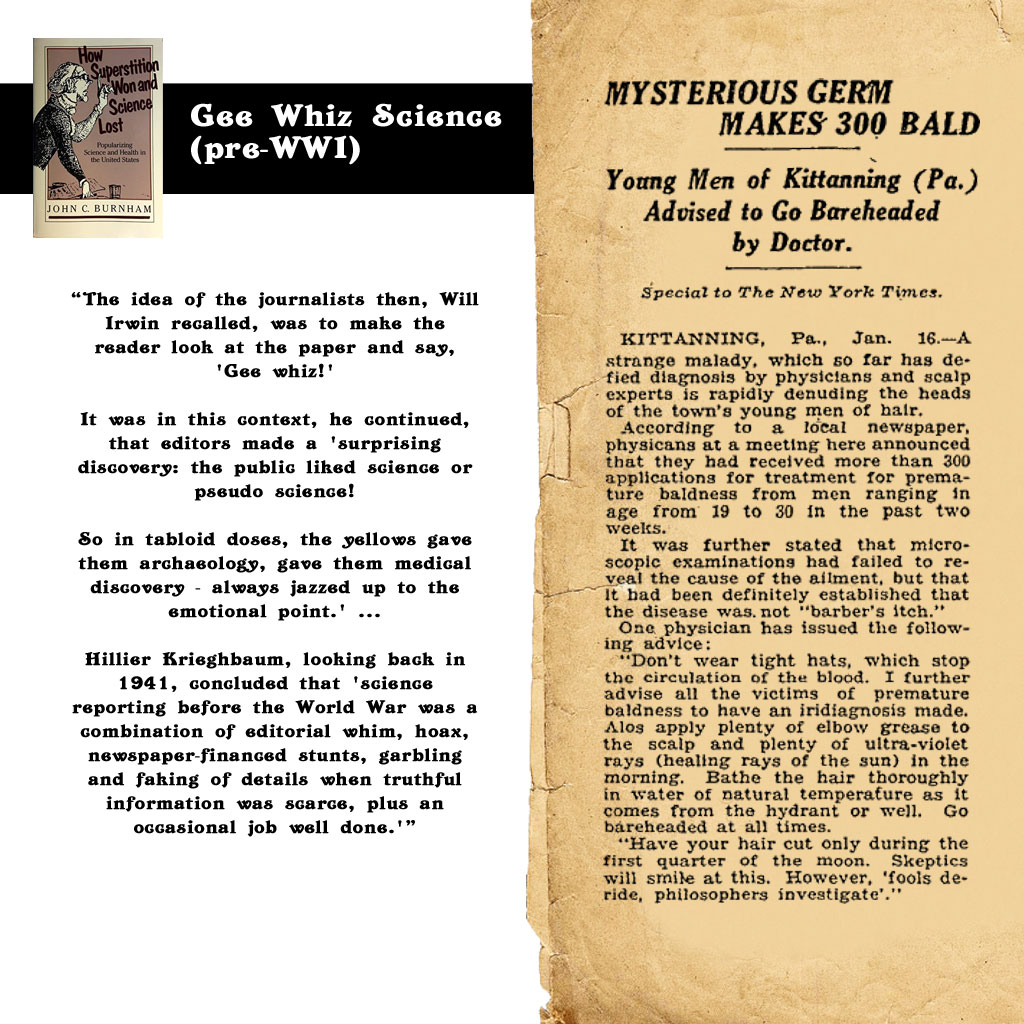 How
Superstition
Won and
Science
Lost
Popularizing
Science and Health in
the United States
JOHN C. BURNHAM
Gee Whiz Science
(pre-WWI)
“The idea of the journalists then, Will
Irwin recalled, was to make the
reader look at the paper and say,
'Gee whiz!'
It was in this context, he continued,
that editors made a 'surprising
discovery: the public liked science or
pseudo science!
So in tabloid doses, the yellows gave
them archaeology, gave them medical
discovery - always jazzed up to the
emotional point.' ...
Hillier Krieghbaum, looking back in
1941, concluded that 'science
reporting before the World War was a
combination of editorial whim, hoax,
newspaper-financed stunts, garbling
and faking of details when truthful
information was scarce, plus an
occasional job well done.'”
MYSTERIOUS GERM
MAKES 300 BALD
Young Men of Kittanning (Pa.)
Advised to Go Bareheaded
by Doctor.
Special to The New York Times.
KITTANNING, Pa., Jan. 16.—A
strange malady, which so far has de-
fied diagnosis by physicians and scalp
experts is rapidly denuding the heads
of the town's young men of hair.
According to a local newspaper,
physicans at a meeting here announced
that they had received more than 300
applications for treatment for prema-
ture baldness from men ranging in
age from 19 to 30 in the past two
weeks.
It was further stated that micro-
scopic examinations had failed to re-
veal the cause of the ailment, but that
it had been definitely established that
the disease was not "barber's itch."
One physician has issued the follow-
ing advice:
"Don't wear tight hats, which stop
the circulation of the blood. I further
advise all the victims of premature
baldness to have an iridiagnosis made.
Alos apply plenty of elbow grease to
the scalp and plenty of ultra-violet
rays (healing rays of the sun) in the
morning. Bathe the hair thoroughly
in water of natural temperature as it
comes from the hydrant or well. Go
bareheaded at all times.
"Have your hair cut only during the
first quarter of the moon. Skeptics
will smile at this. However, 'fools de-
ride, philosophers investigate'."